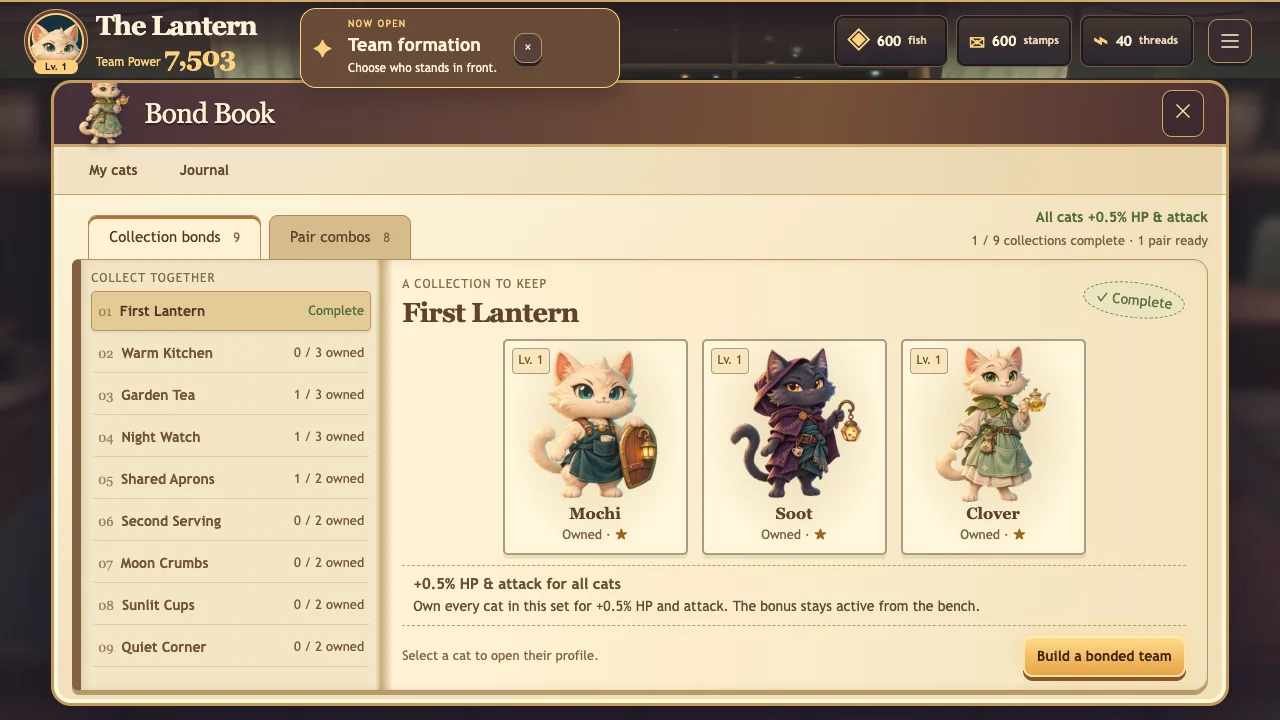 The Lantern
Lv. 1
Team Power 7,503
NOW OPEN
Team formation
Choose who stands in front.
×
600 fish
600 stamps
40 threads
Bond Book
My cats
Journal
Collection bonds 9
Pair combos 8
All cats +0.5% HP & attack
1 / 9 collections complete · 1 pair ready
COLLECT TOGETHER
01 First Lantern Complete
02 Warm Kitchen 0 / 3 owned
03 Garden Tea 1 / 3 owned
04 Night Watch 1 / 3 owned
05 Shared Aprons 1 / 2 owned
06 Second Serving 0 / 2 owned
07 Moon Crumbs 0 / 2 owned
08 Sunlit Cups 0 / 2 owned
09 Quiet Corner 0 / 2 owned
A COLLECTION TO KEEP
First Lantern
✓ Complete
Lv. 1
Mochi
Owned · ★
Lv. 1
Soot
Owned · ★
Lv. 1
Clover
Owned · ★
+0.5% HP & attack for all cats
Own every cat in this set for +0.5% HP and attack. The bonus stays active from the bench.
Select a cat to open their profile.
Build a bonded team